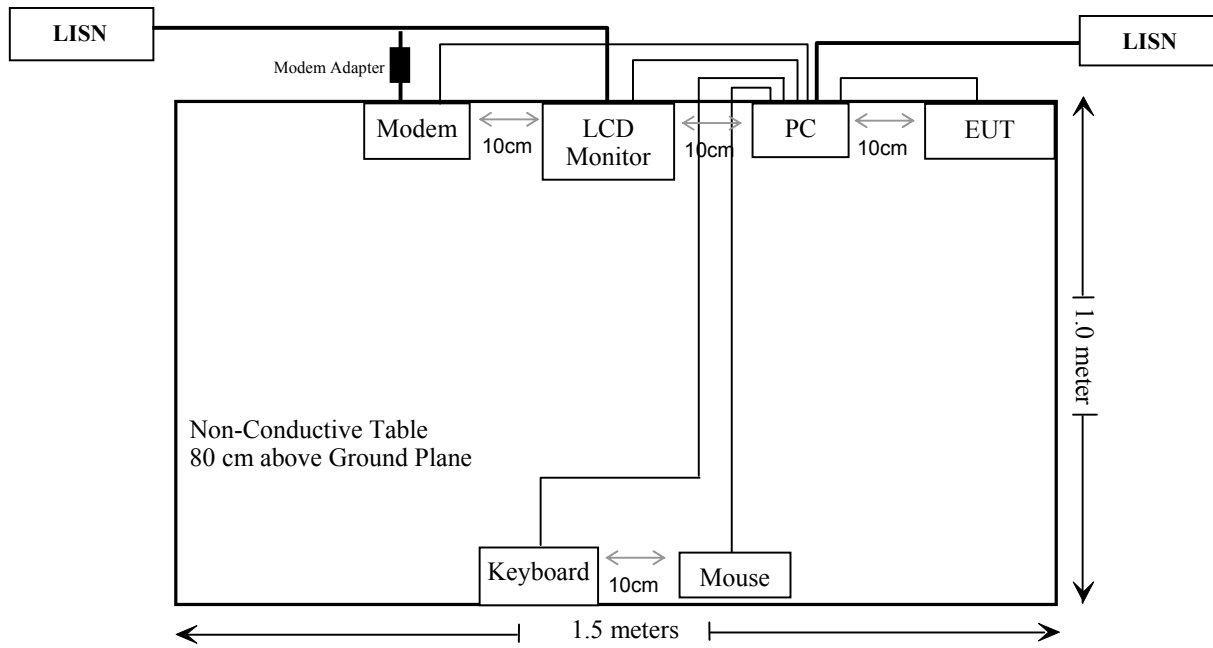 LISN
LISN
Modem Adapter
Modem
10cm
LCD
Monitor
10cm
PC
10cm
EUT
1.0 meter
Non-Conductive Table
80 cm above Ground Plane
Keyboard
10cm
Mouse
1.5 meters